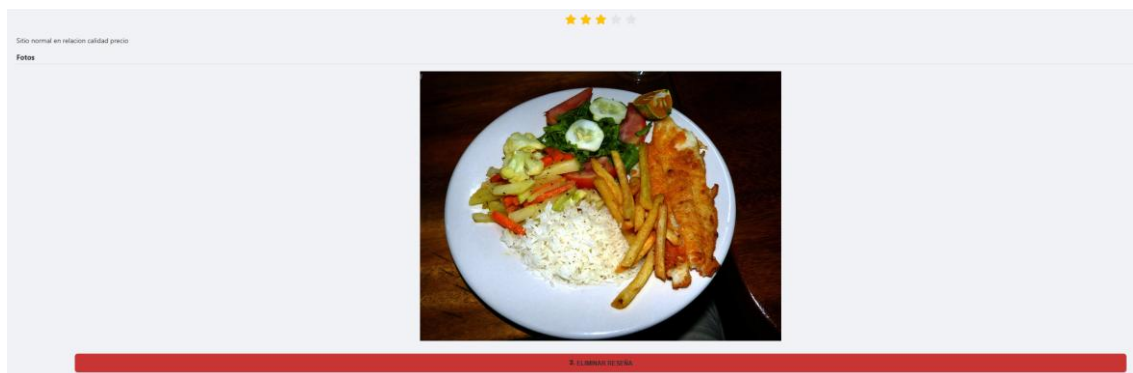 Sitio normal en relacion calidad precio
Fotos
ELIMINAR RESEÑA